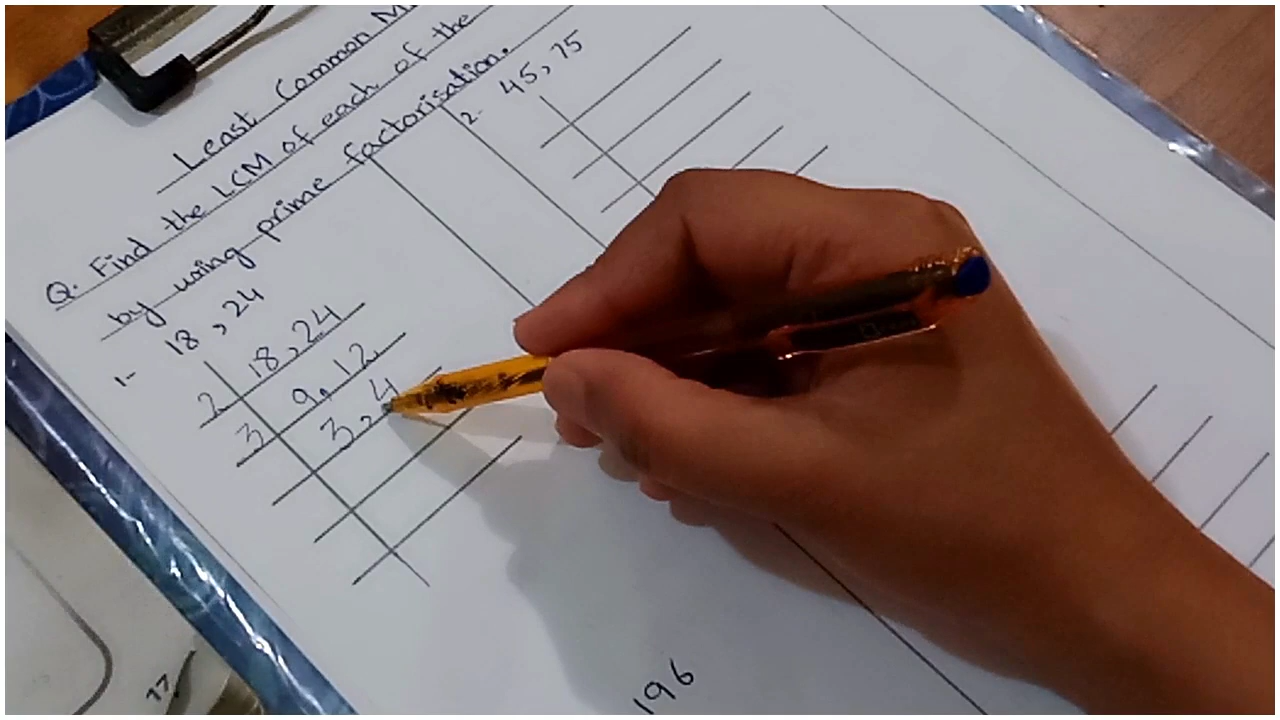 Least Common M
Q. Find the LCM of each of the
by using prime factorisation.
1- 18, 24
2 18, 24
3 9, 12
3, 4
2- 45, 75
196
17